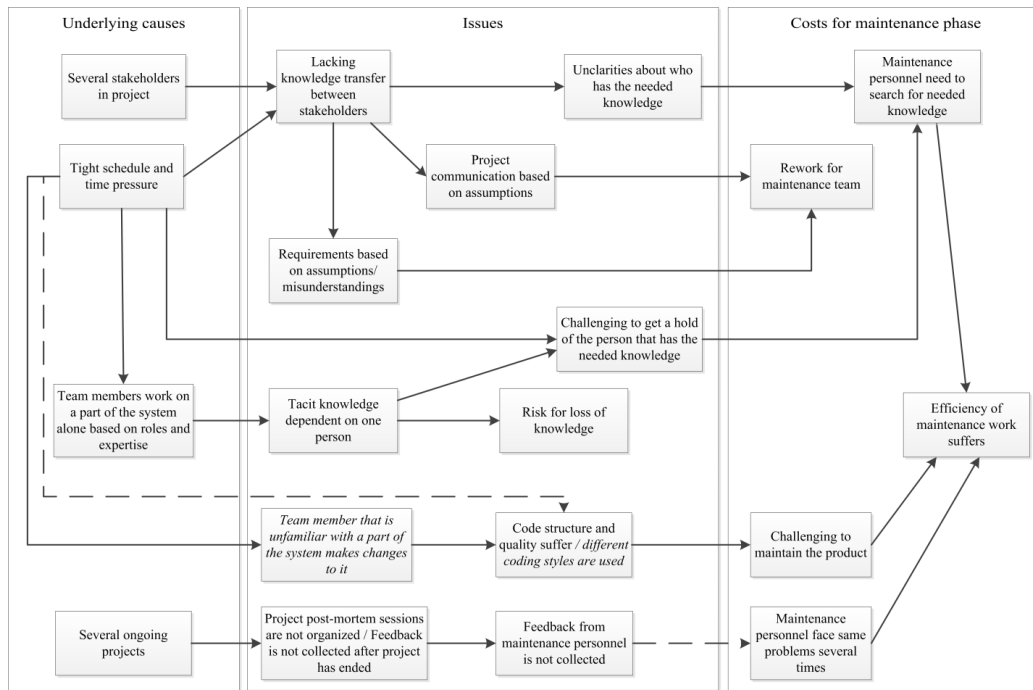 Underlying causes
Issues
Costs for maintenance phase
Several stakeholders
in project
Lacking
knowledge transfer
between
stakeholders
Unclarities about who
has the needed
knowledge
Maintenance
personnel need to
search for needed
knowledge
Tight schedule and
time pressure
Project
communication based
on assumptions
Rework for
maintenance team
Requirements based
on assumptions/
misunderstandings
Challenging to get a hold
of the person that has the
needed knowledge
Team members work on
a part of the system
alone based on roles and
expertise
Tacit knowledge
dependent on one
person
Risk for loss of
knowledge
Efficiency of
maintenance work
suffers
Team member that is
unfamiliar with a part of
the system makes changes
to it
Code structure and
quality suffer / different
coding styles are used
Challenging to
maintain the product
Several ongoing
projects
Project post-mortem sessions
are not organized / Feedback
is not collected after project
has ended
Feedback from
maintenance personnel
is not collected
Maintenance
personnel face same
problems several
times